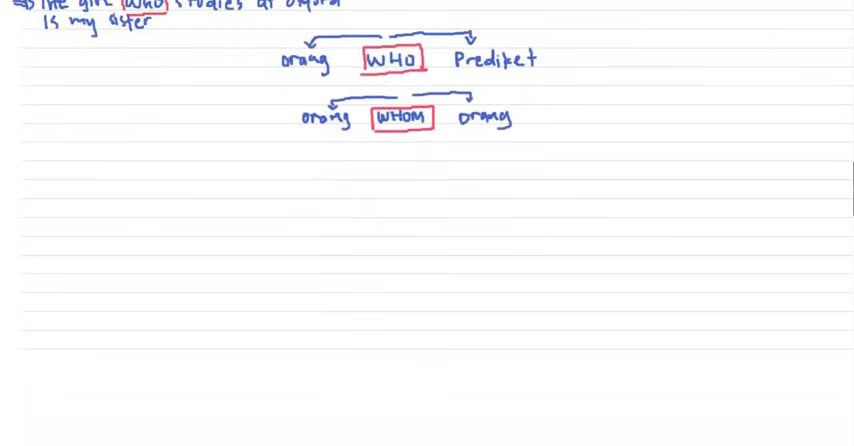 ⇒ The girl WHO studies at Oxford
is my sister
orang WHO Prediket
orang WHOM orang